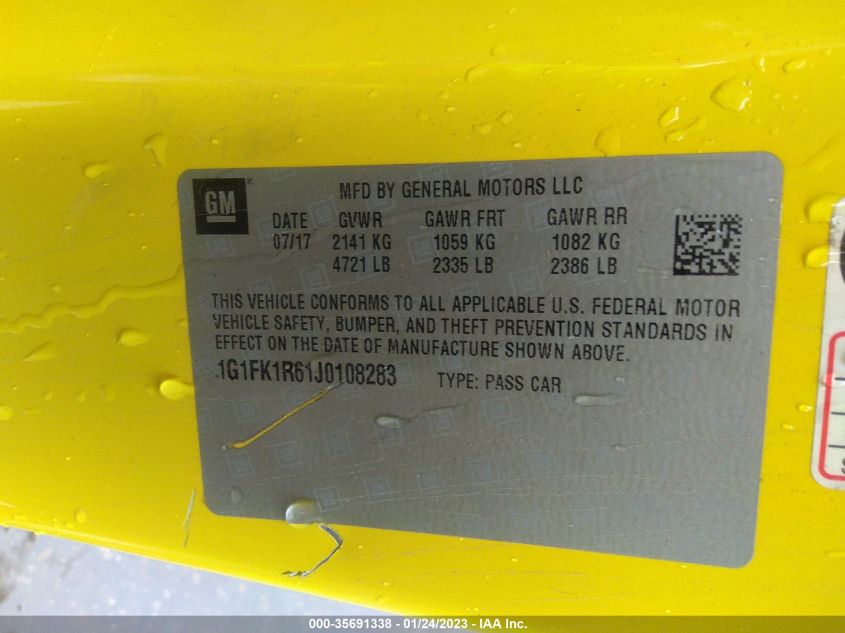 GM
MFD BY GENERAL MOTORS LLC
DATE GVWR GAWR FRT GAWR RR
07/17 2141 KG 1059 KG 1082 KG
4721 LB 2335 LB 2386 LB
THIS VEHICLE CONFORMS TO ALL APPLICABLE U.S. FEDERAL MOTOR
VEHICLE SAFETY, BUMPER, AND THEFT PREVENTION STANDARDS IN
EFFECT ON THE DATE OF MANUFACTURE SHOWN ABOVE.
1G1FK1R61J0108283 TYPE: PASS CAR
000-35691338 - 01/24/2023 - IAA Inc.